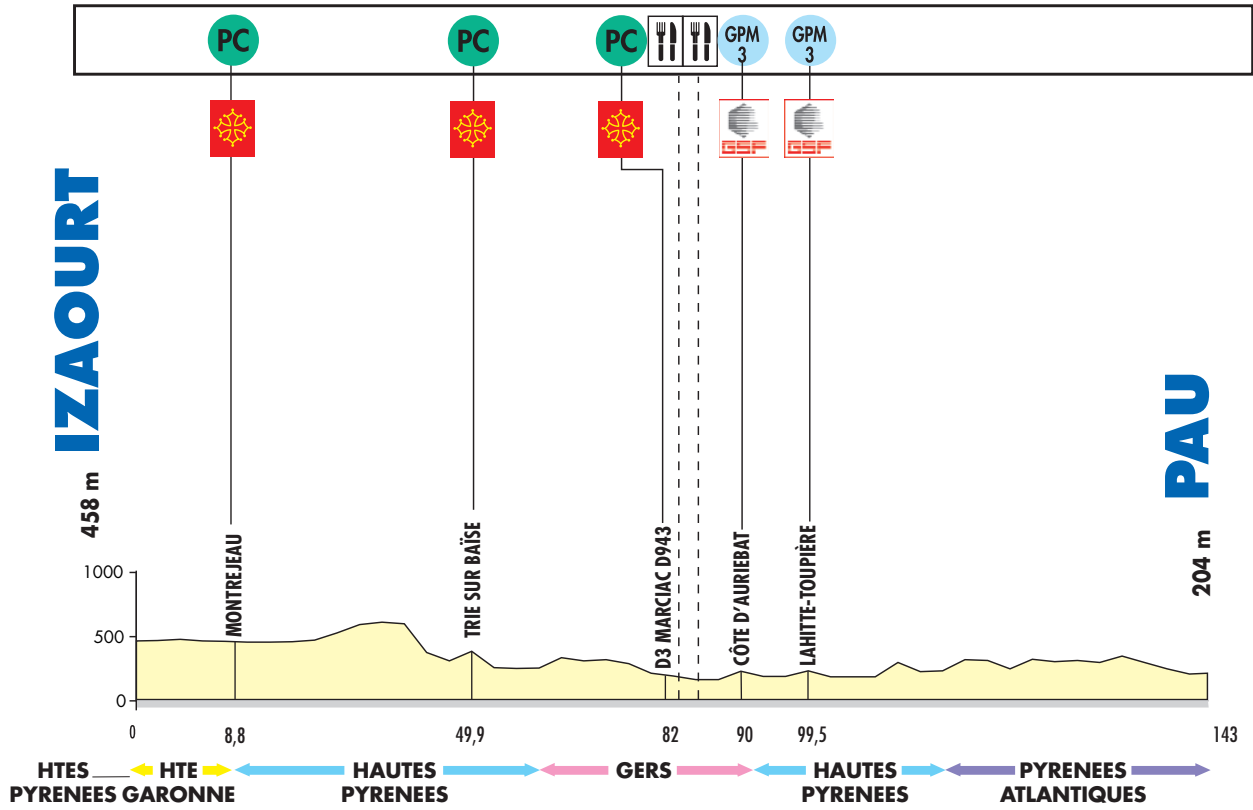 PC
PC
PC
GPM
3
GPM
3
GSF
GSF
IZAOURT
458 m
PAU
204 m
MONTREJEAU
TRIE SUR BAÏSE
D3 MARCIAC D943
CÔTE D'AURIEBAT
LAHITTE-TOUPIÈRE
1000
500
0
0
8,8
49,9
82
90
99,5
143
HTES
PYRENEES
HTE
GARONNE
HAUTES
PYRENEES
GERS
HAUTES
PYRENEES
PYRENEES
ATLANTIQUES